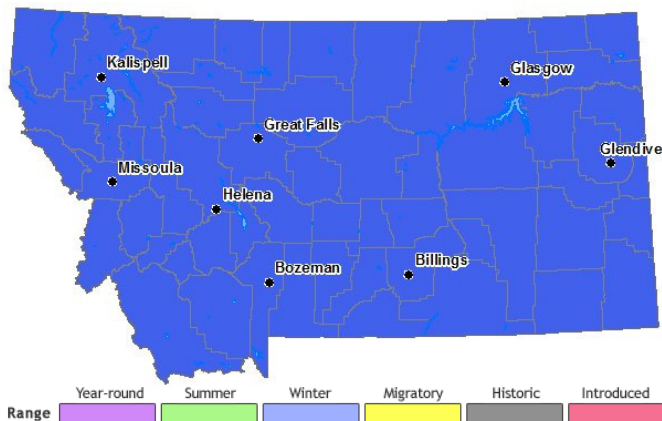 Kalispell
Glasgow
Great Falls
Glendive
Missoula
Helena
Bozeman
Billings
Year-round Summer Winter Migratory Historic Introduced
Range